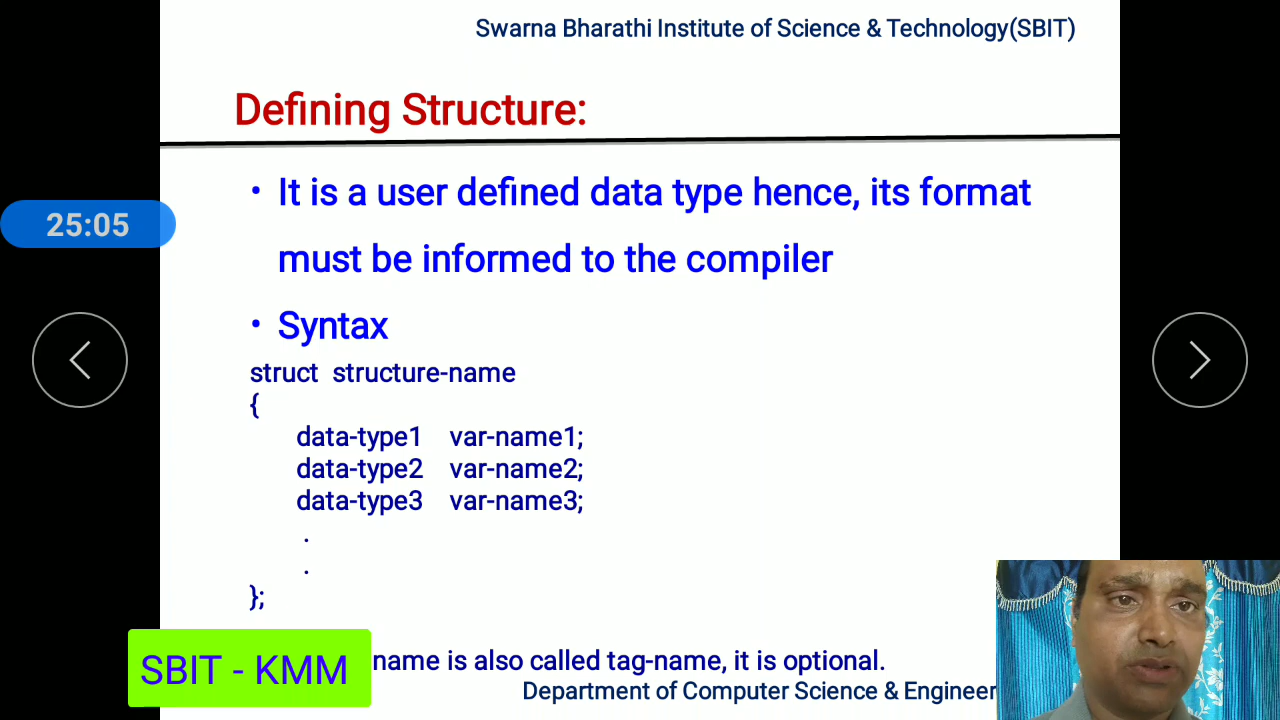 Swarna Bharathi Institute of Science & Technology(SBIT)
Defining Structure:
• It is a user defined data type hence, its format
must be informed to the compiler
25:05
• Syntax
struct structure-name
{
data-type1 var-name1;
data-type2 var-name2;
data-type3 var-name3;
.
.
};
SBIT - KMM
name is also called tag-name, it is optional.
Department of Computer Science & Engineer